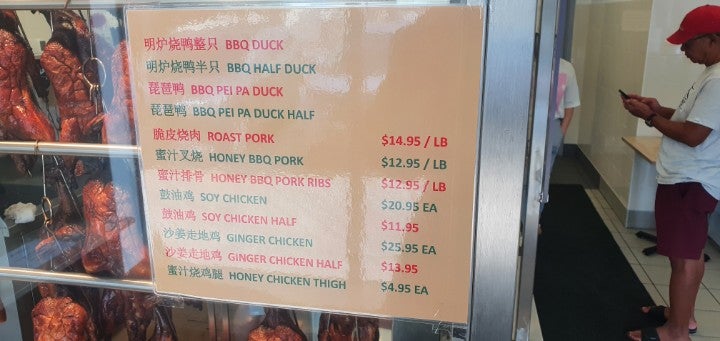 明炉烧鸭整只 BBQ DUCK
明炉烧鸭半只 BBQ HALF DUCK
琵琶鸭 BBQ PEI PA DUCK
琵琶鸭 BBQ PEI PA DUCK HALF
脆皮烧肉 ROAST PORK $14.95 / LB
蜜汁叉烧 HONEY BBQ PORK $12.95 / LB
蜜汁排骨 HONEY BBQ PORK RIBS $12.95 / LB
鼓油鸡 SOY CHICKEN $20.95 EA
鼓油鸡 SOY CHICKEN HALF $11.95
沙姜走地鸡 GINGER CHICKEN $25.95 EA
沙姜走地鸡 GINGER CHICKEN HALF $13.95
蜜汁烧鸡腿 HONEY CHICKEN THIGH $4.95 EA